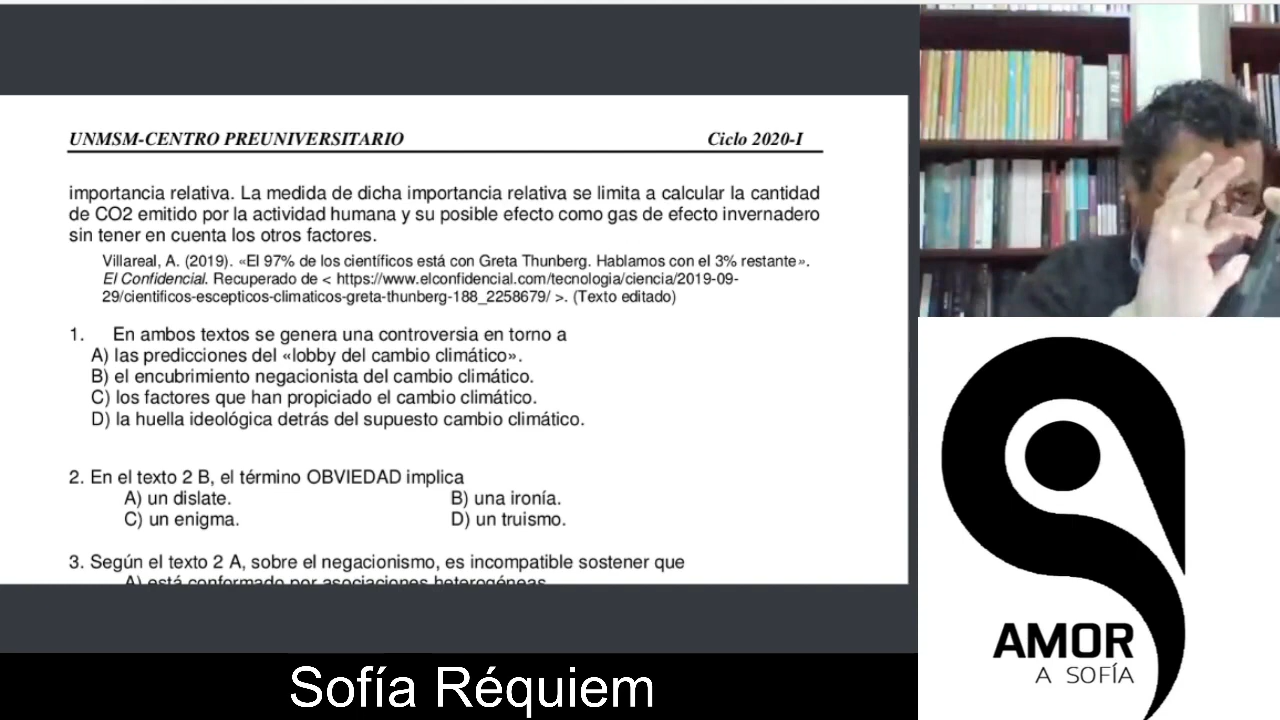 UNMSM-CENTRO PREUNIVERSITARIO Ciclo 2020-I
importancia relativa. La medida de dicha importancia relativa se limita a calcular la cantidad
de CO2 emitido por la actividad humana y su posible efecto como gas de efecto invernadero
sin tener en cuenta los otros factores.
Villareal, A. (2019). «El 97% de los científicos está con Greta Thunberg. Hablamos con el 3% restante».
El Confidencial. Recuperado de < https://www.elconfidencial.com/tecnologia/ciencia/2019-09-
29/cientificos-escepticos-climaticos-greta-thunberg-188_2258679/ >. (Texto editado)
1. En ambos textos se genera una controversia en torno a
A) las predicciones del «lobby del cambio climático».
B) el encubrimiento negacionista del cambio climático.
C) los factores que han propiciado el cambio climático.
D) la huella ideológica detrás del supuesto cambio climático.
2. En el texto 2 B, el término OBVIEDAD implica
A) un dislate. B) una ironía.
C) un enigma. D) un truismo.
3. Según el texto 2 A, sobre el negacionismo, es incompatible sostener que
A) está conformado por asociaciones heterogéneas
Sofía Réquiem
AMOR
A SOFÍA